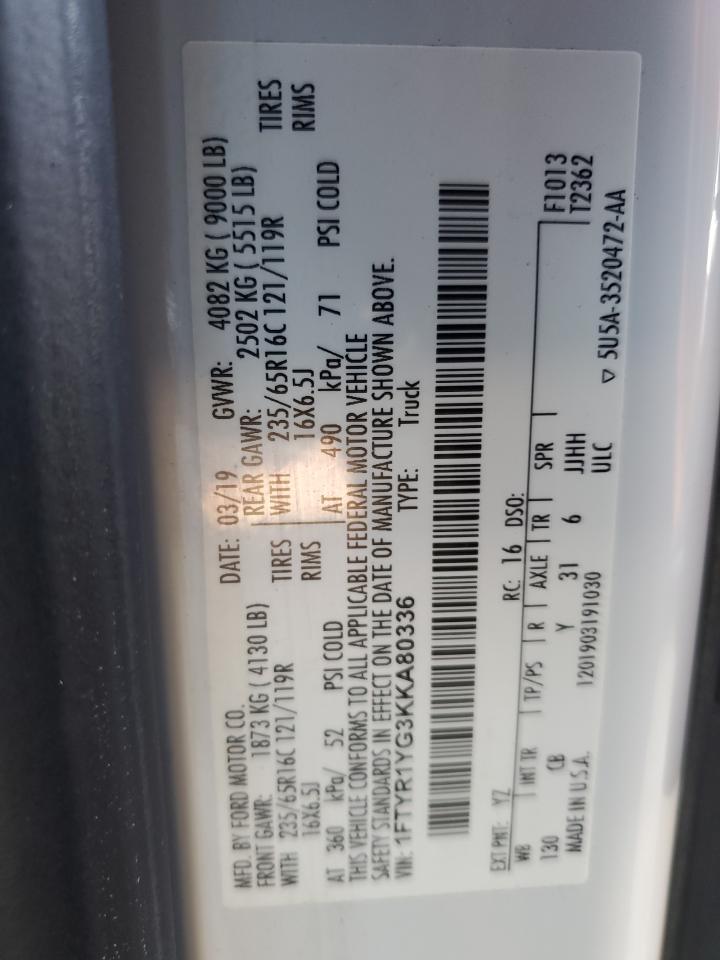 MFD. BY FORD MOTOR CO. DATE: 03/19 GVWR: 4082 KG ( 9000 LB)
FRONT GAWR: 1873 KG ( 4130 LB) REAR GAWR: 2502 KG ( 5515 LB)
WITH 235/65R16C 121/119R TIRES WITH 235/65R16C 121/119R TIRES
16X6.5J RIMS 16X6.5J RIMS
AT 360 kPa/ 52 PSI COLD AT 490 kPa/ 71 PSI COLD
THIS VEHICLE CONFORMS TO ALL APPLICABLE FEDERAL MOTOR VEHICLE
SAFETY STANDARDS IN EFFECT ON THE DATE OF MANUFACTURE SHOWN ABOVE.
VIN: 1FTYR1YG3KKA80336 TYPE: Truck
EXT PNT: YZ RC: 16 DSO:
WB INT TR TP/PS R AXLE TR SPR F1013
130 CB Y 31 6 JJHH T2362
MADE IN U.S.A. 1201903191030 ULC
▽ 5U5A-3520472-AA